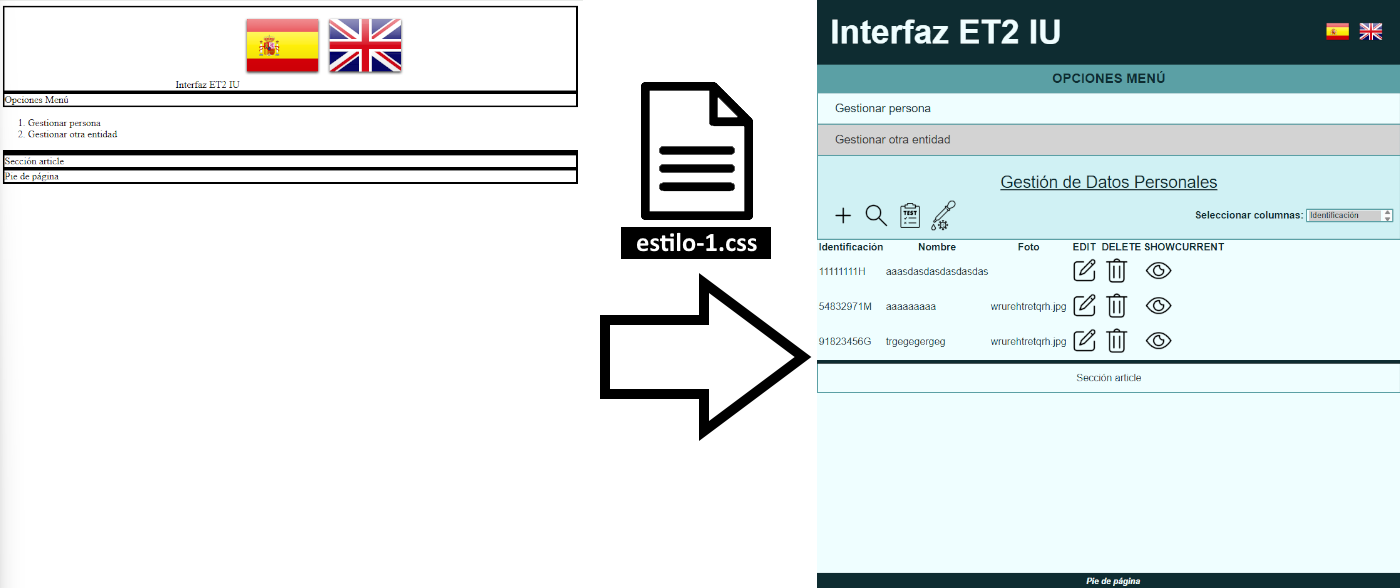 Interfaz ET2 IU
Opciones Menú
1. Gestionar persona
2. Gestionar otra entidad
Sección article
Pie de página
estilo-1.css
Interfaz ET2 IU
OPCIONES MENÚ
Gestionar persona
Gestionar otra entidad
Gestión de Datos Personales
TEST
Seleccionar columnas: Identificación
Identificación Nombre Foto EDIT DELETE SHOWCURRENT
11111111H aaasdasdasdasdasdas
54832971M aaaaaaaaa wrurehtretqrh.jpg
91823456G trgegegergeg wrurehtretqrh.jpg
Sección article
Pie de página